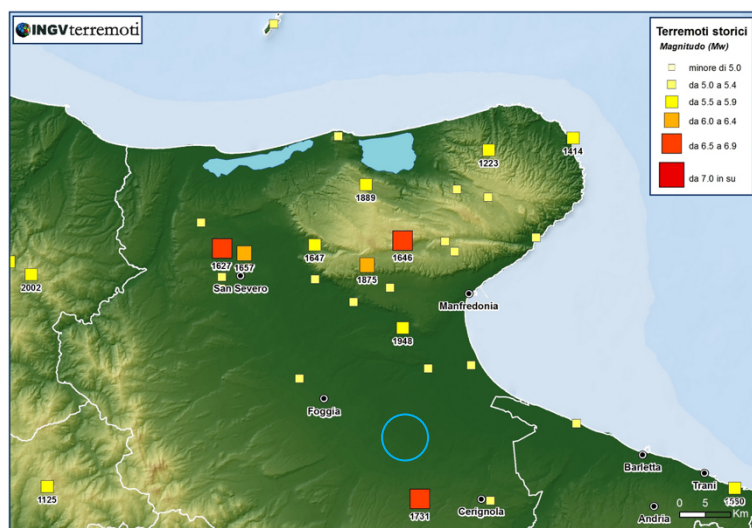 INGVterremoti
Terremoti storici
Magnitudo (Mw)
minore di 5.0
da 5.0 a 5.4
da 5.5 a 5.9
da 6.0 a 6.4
da 6.5 a 6.9
da 7.0 in su
1414
1223
1889
1627
1657
1647
1646
1875
2002
San Severo
Manfredonia
1948
Foggia
Barletta
Trani
1125
1731
Cerignola
1550
Andria
0 5
Km